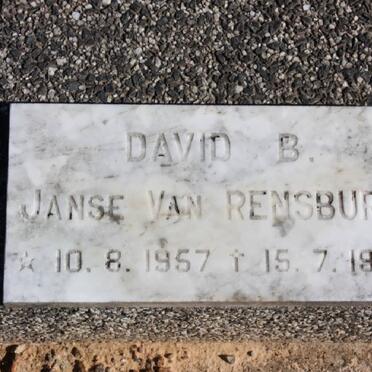 DAVID B.
JANSE VAN RENSBUR
* 10. 8. 1957 † 15. 7. 19